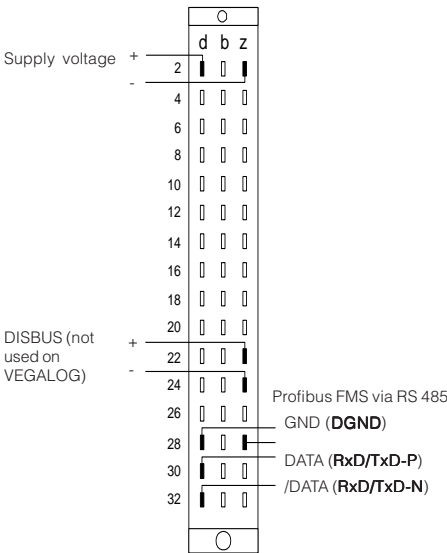 d b z
Supply voltage +
2
-
4
6
8
10
12
14
16
18
20
DISBUS (not
used on
VEGALOG)
+
22
-
24
26
Profibus FMS via RS 485
GND (DGND)
28
DATA (RxD/TxD-P)
30
/DATA (RxD/TxD-N)
32